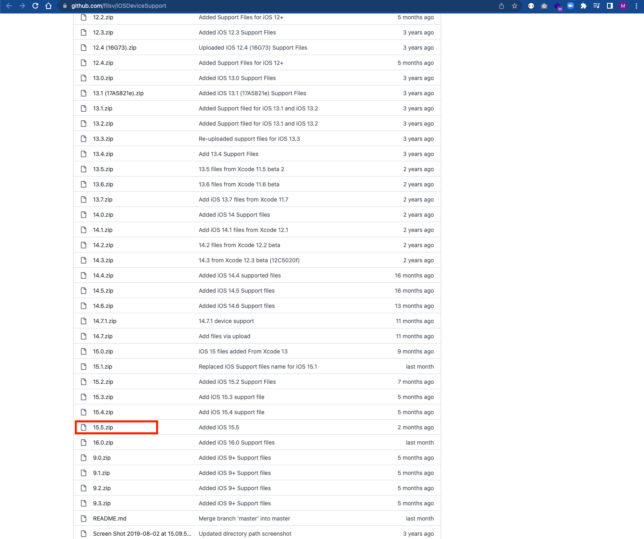 github.com/filsv/iOSDeviceSupport
12.2.zip Added Support Files for iOS 12+ 5 months ago
12.3.zip Added iOS 12.3 Support Files 3 years ago
12.4 (16G73).zip Uploaded iOS 12.4 (16G73) Support Files 3 years ago
12.4.zip Added Support Files for iOS 12+ 5 months ago
13.0.zip Added iOS 13.0 Support Files 3 years ago
13.1 (17A5821e).zip Added iOS 13.1 (17A5821e) Support Files 3 years ago
13.1.zip Added Support filed for iOS 13.1 and iOS 13.2 3 years ago
13.2.zip Added Support filed for iOS 13.1 and iOS 13.2 3 years ago
13.3.zip Re-uploaded support files for iOS 13.3 3 years ago
13.4.zip Add 13.4 Support Files 3 years ago
13.5.zip 13.5 files from Xcode 11.5 beta 2 2 years ago
13.6.zip 13.6 files from Xcode 11.6 beta 2 years ago
13.7.zip Add iOS 13.7 files from Xcode 11.7 2 years ago
14.0.zip Added iOS 14 Support files 2 years ago
14.1.zip Add iOS 14.1 files from Xcode 12.1 2 years ago
14.2.zip 14.2 files from Xcode 12.2 beta 2 years ago
14.3.zip 14.3 from Xcode 12.3 beta (12C5020f) 2 years ago
14.4.zip Added iOS 14.4 supported files 16 months ago
14.5.zip Added iOS 14.5 Support files 16 months ago
14.6.zip Added iOS 14.6 Support files 13 months ago
14.7.1.zip 14.7.1 device support 11 months ago
14.7.zip Add files via upload 11 months ago
15.0.zip iOS 15 files added From Xcode 13 9 months ago
15.1.zip Replaced iOS Support files name for iOS 15.1 last month
15.2.zip Added iOS 15.2 Support Files 7 months ago
15.3.zip Add iOS 15.3 support file 5 months ago
15.4.zip Add iOS 15.4 support file 5 months ago
15.5.zip Added iOS 15.5 2 months ago
16.0.zip Added iOS 16.0 Support files last month
9.0.zip Added iOS 9+ Support files 5 months ago
9.1.zip Added iOS 9+ Support files 5 months ago
9.2.zip Added iOS 9+ Support files 5 months ago
9.3.zip Added iOS 9+ Support files 5 months ago
README.md Merge branch 'master' into master last month
Screen Shot 2019-08-02 at 15.09.5... Updated directory path screenshot 3 years ago